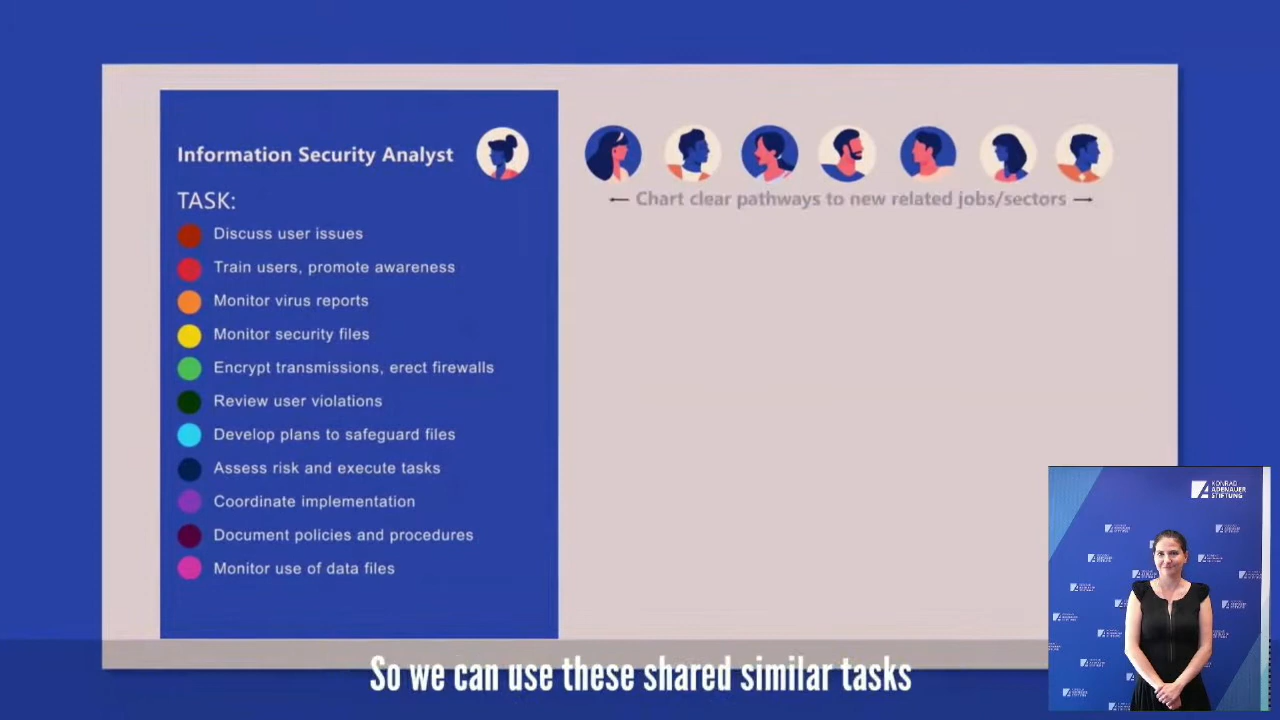 Information Security Analyst
TASK:
Discuss user issues
Train users, promote awareness
Monitor virus reports
Monitor security files
Encrypt transmissions, erect firewalls
Review user violations
Develop plans to safeguard files
Assess risk and execute tasks
Coordinate implementation
Document policies and procedures
Monitor use of data files
← Chart clear pathways to new related jobs/sectors →
KONRAD
ADENAUER
STIFTUNG
So we can use these shared similar tasks